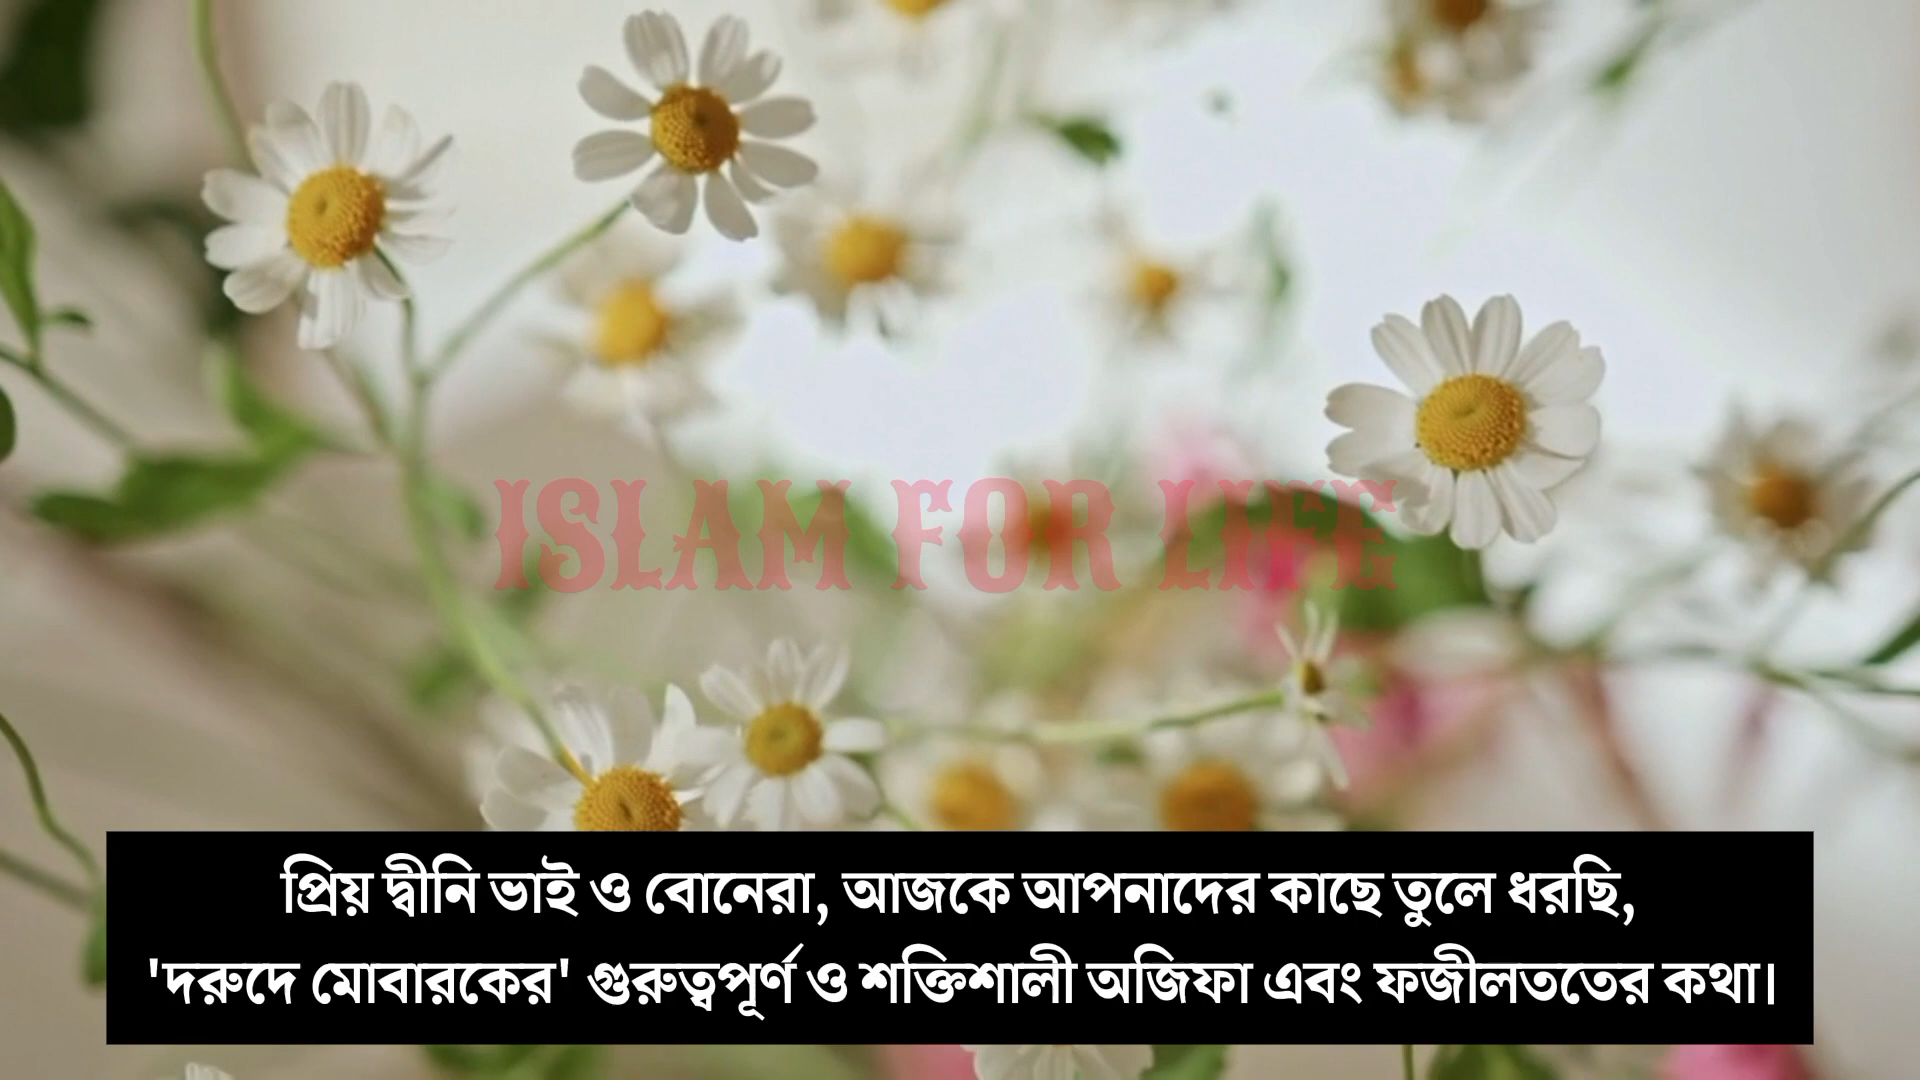 ISLAM FOR LIFE
প্রিয় দ্বীনি ভাই ও বোনেরা, আজকে আপনাদের কাছে তুলে ধরছি,
'দরুদে মোবারকের' গুরুত্বপূর্ণ ও শক্তিশালী অজিফা এবং ফজীলততের কথা।